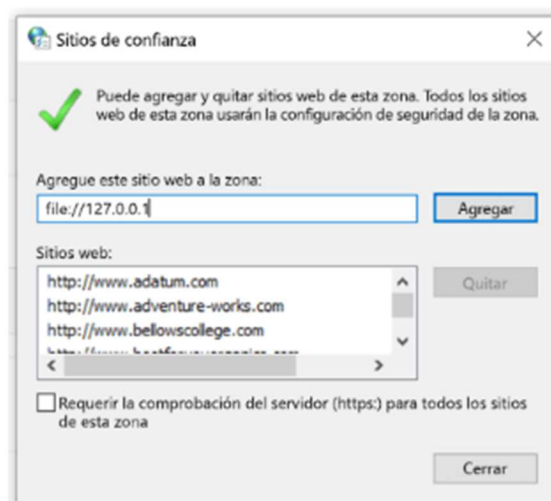 Sitios de confianza
Puede agregar y quitar sitios web de esta zona. Todos los sitios
web de esta zona usarán la configuración de seguridad de la zona.
Agregue este sitio web a la zona:
file://127.0.0.1
Agregar
Sitios web:
http://www.adatum.com
http://www.adventure-works.com
http://www.bellowscollege.com
Quitar
Requerir la comprobación del servidor (https:) para todos los sitios
de esta zona
Cerrar